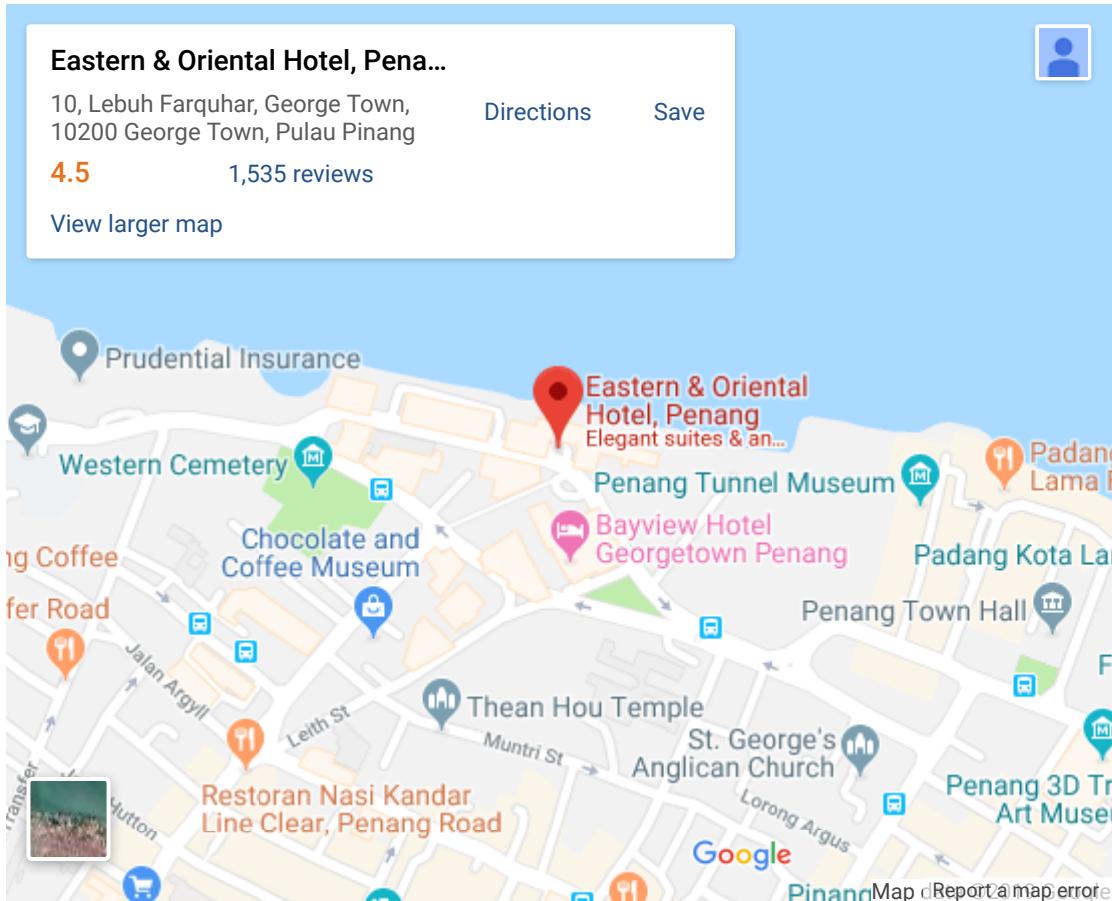 Eastern & Oriental Hotel, Pena...
10, Lebuh Farquhar, George Town,
10200 George Town, Pulau Pinang
Directions
Save
4.5
1,535 reviews
View larger map
Prudential Insurance
Eastern & Oriental
Hotel, Penang
Elegant suites & an...
Western Cemetery
Penang Tunnel Museum
Padang
Lama
Chocolate and
Coffee Museum
Bayview Hotel
Georgetown Penang
ng Coffee
Padang Kota La
fer Road
Penang Town Hall
F
Jalan Argyll
Leith St
Thean Hou Temple
Muntri St
St. George's
Anglican Church
Transfer
Hutton
Restoran Nasi Kandar
Line Clear, Penang Road
Penang 3D Tr
Art Museu
Lorong Argus
Google
Pinang
Map
Report a map error